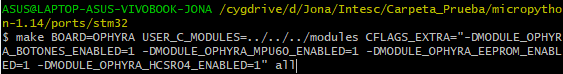 ASUS@LAPTOP-ASUS-VIVOBOOK-JONA /cygdrive/d/Jona/Intesc/Carpeta_Prueba/micropytho
n-1.14/ports/stm32
$ make BOARD=OPHYRA USER_C_MODULES=../../../modules CFLAGS_EXTRA="-DMODULE_OPHYR
A_BOTONES_ENABLED=1 -DMODULE_OPHYRA_MPU60_ENABLED=1 -DMODULE_OPHYRA_EEPROM_ENABL
ED=1 -DMODULE_OPHYRA_HCSR04_ENABLED=1" all